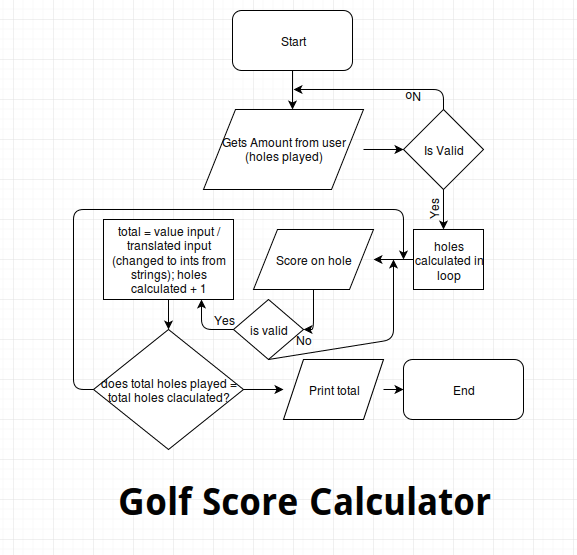 Start
No
Gets Amount from user
(holes played)
Is Valid
Yes
total = value input /
translated input
(changed to ints from
strings); holes
calculated + 1
Score on hole
holes
calculated in
loop
Yes
is valid
No
does total holes played =
total holes claculated?
Print total
End
Golf Score Calculator